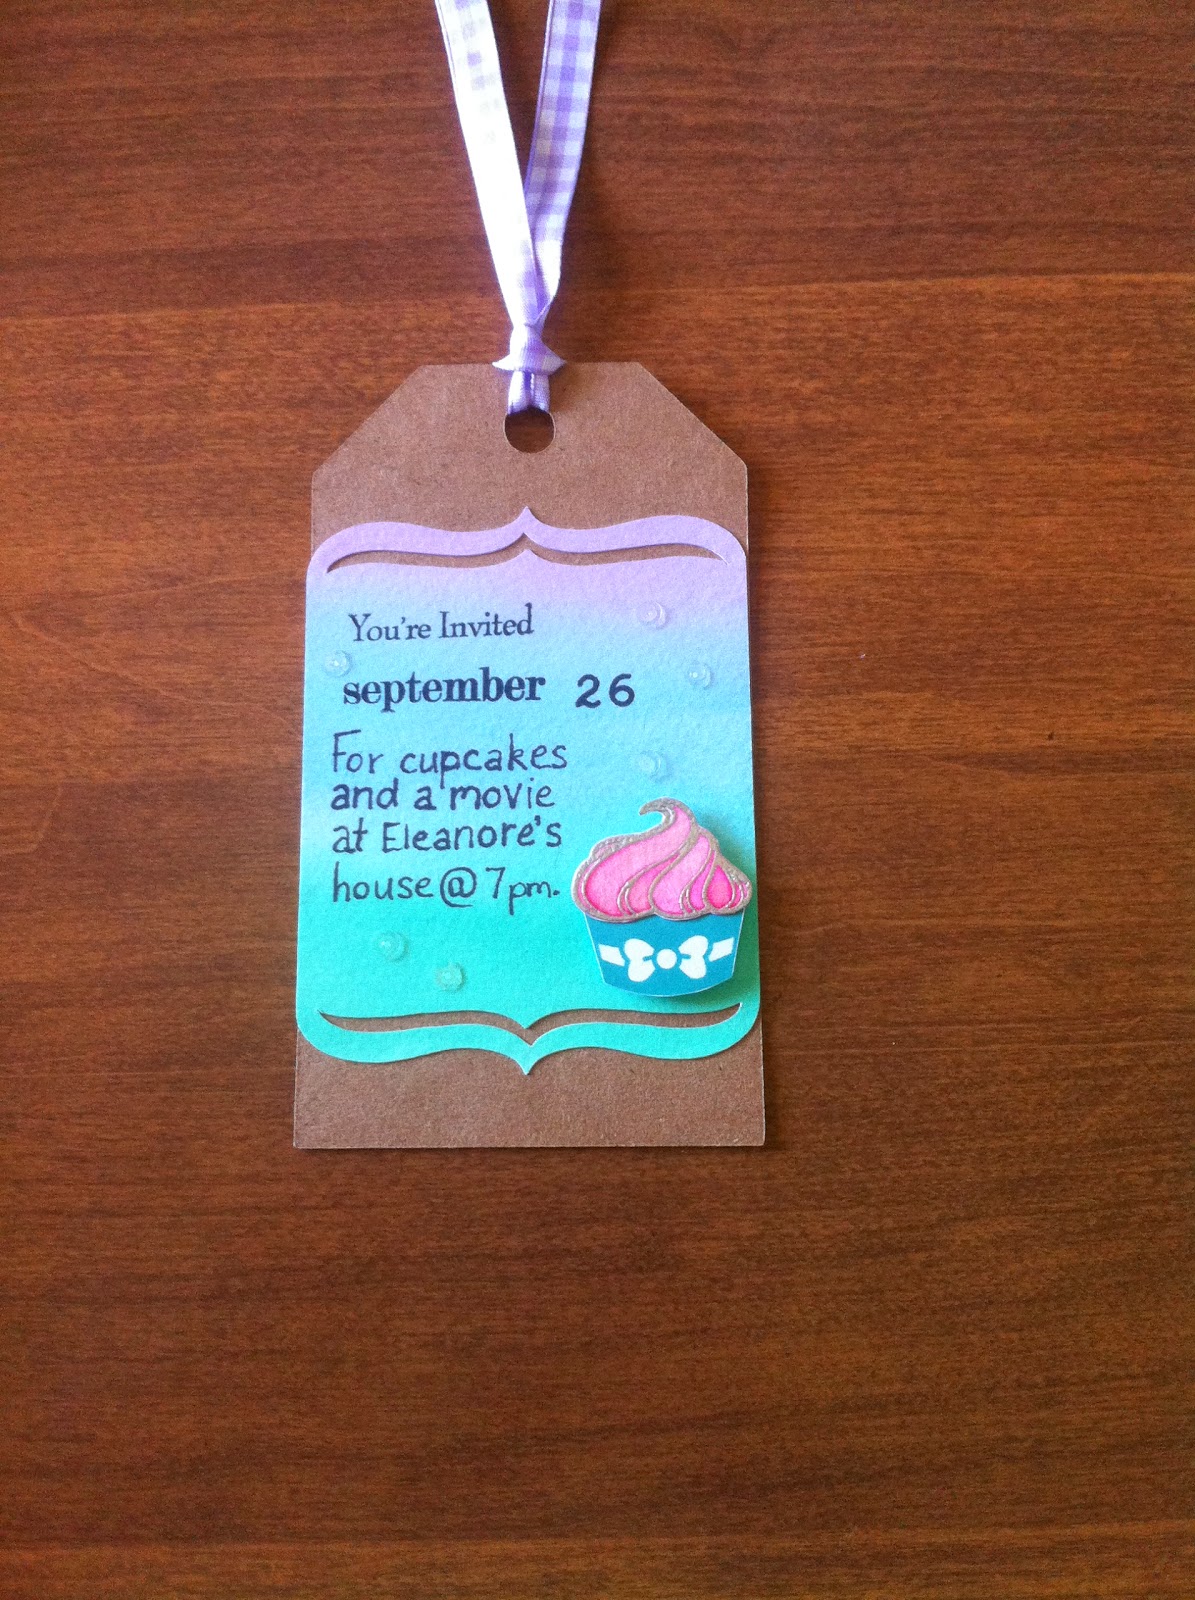 You're Invited
september 26
For cupcakes
and a movie
at Eleanore's
house @ 7pm.